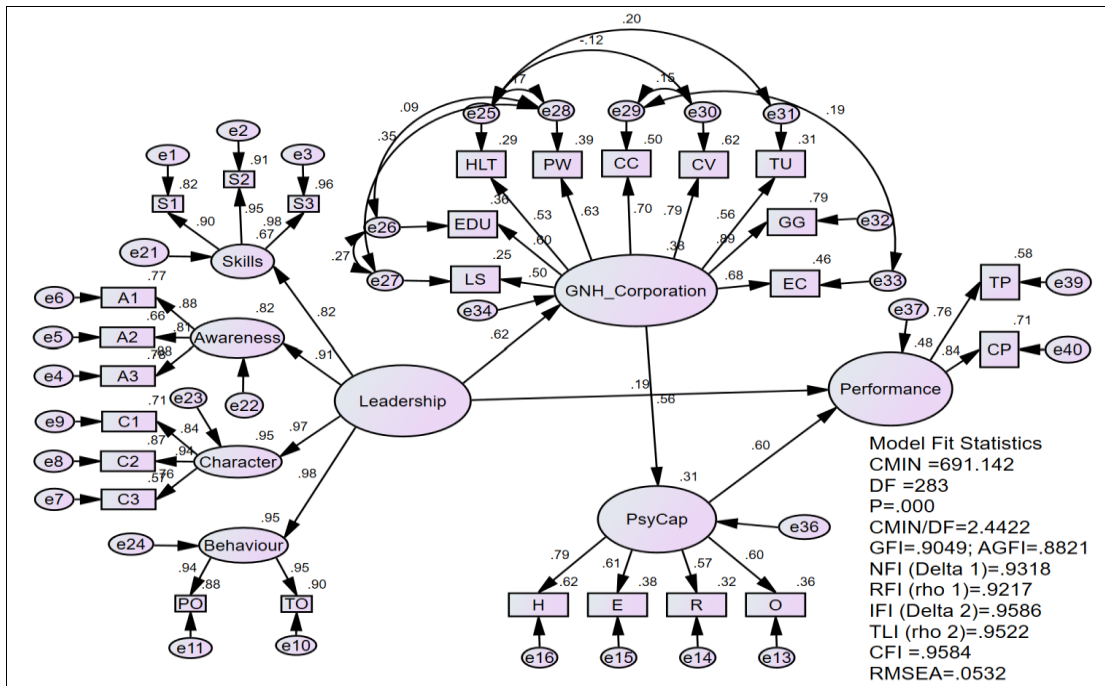 .20
-.12
.17
.15
.09
e25
e28
e29
e30
e31
.19
e2
.35
.29
.39
.50
.62
.31
e1
.91
e3
HLT
PW
CC
CV
TU
.82
S2
.96
.79
S1
S3
.36
.53
.63
.70
.79
.56
GG
e32
.90
.95
.98
e26
EDU
.60
.38
.89
.67
.27
.25
.46
.58
e21
Skills
e27
LS
.50
GNH_Corporation
.68
EC
e33
TP
e39
.77
e34
e37
.76
e6
A1
.88
.82
.82
.62
.71
.66
.48
.84
CP
e40
e5
A2
.81
Awareness
.78
.88
.91
.19
Performance
e4
A3
e22
Leadership
.56
e23
.71
.97
e9
C1
.84
.95
.60
.87
.94
e8
C2
Character
.98
.57
.76
e7
C3
.31
PsyCap
e36
.95
e24
Behaviour
.94
.95
.79
.61
.57
.60
.88
.90
.62
.38
.32
.36
PO
TO
H
E
R
O
e11
e10
e16
e15
e14
e13
Model Fit Statistics
CMIN =691.142
DF =283
P=.000
CMIN/DF=2.4422
GFI=.9049; AGFI=.8821
NFI (Delta 1)=.9318
RFI (rho 1)=.9217
IFI (Delta 2)=.9586
TLI (rho 2)=.9522
CFI =.9584
RMSEA=.0532